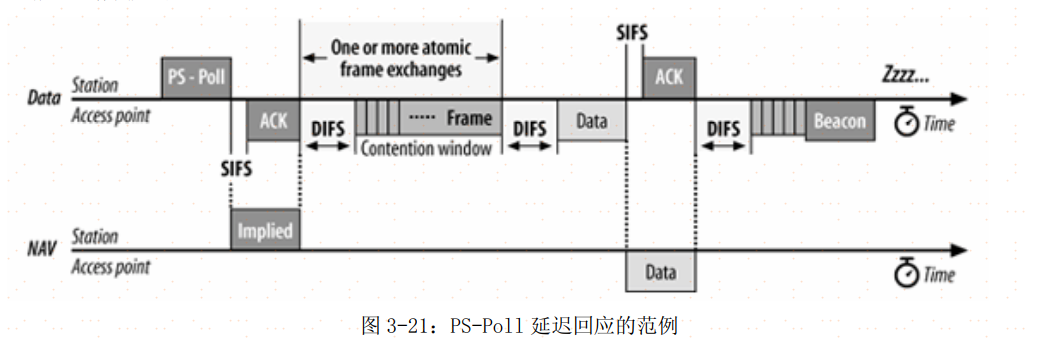 One or more atomic
frame exchanges
SIFS
PS - Poll
ACK
Zzzz...
Data
Station
Access point
ACK
DIFS
..... Frame
DIFS
Data
DIFS
Beacon
Time
Contention window
SIFS
Implied
NAV
Station
Access point
Data
Time
图 3-21：PS-Poll 延迟回应的范例